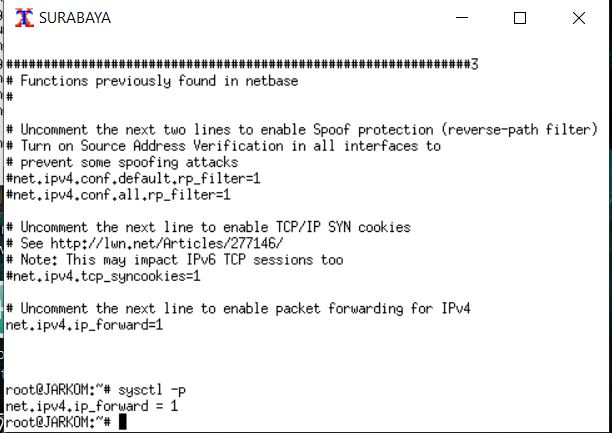 SURABAYA
###############################################################3
# Functions previously found in netbase
#
# Uncomment the next two lines to enable Spoof protection (reverse-path filter)
# Turn on Source Address Verification in all interfaces to
# prevent some spoofing attacks
#net.ipv4.conf.default.rp_filter=1
#net.ipv4.conf.all.rp_filter=1
# Uncomment the next line to enable TCP/IP SYN cookies
# See http://lwn.net/Articles/277146/
# Note: This may impact IPv6 TCP sessions too
#net.ipv4.tcp_syncookies=1
# Uncomment the next line to enable packet forwarding for IPv4
net.ipv4.ip_forward=1
root@JARKOM:~# sysctl -p
net.ipv4.ip_forward = 1
root@JARKOM:~#